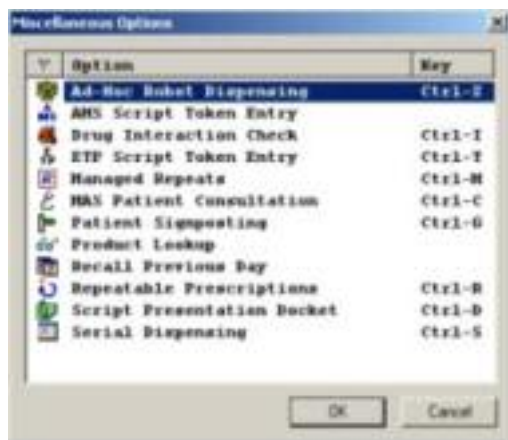 Miscellaneous Options
Option Key
Ad-Hoc Robot Dispensing Ctrl-Z
AMS Script Token Entry
Drug Interaction Check Ctrl-I
ETP Script Token Entry Ctrl-T
Managed Repeats Ctrl-M
MAS Patient Consultation Ctrl-C
Patient Signposting Ctrl-G
Product Lookup
Recall Previous Day
Repeatable Prescriptions Ctrl-R
Script Presentation Docket Ctrl-D
Serial Dispensing Ctrl-S
OK Cancel